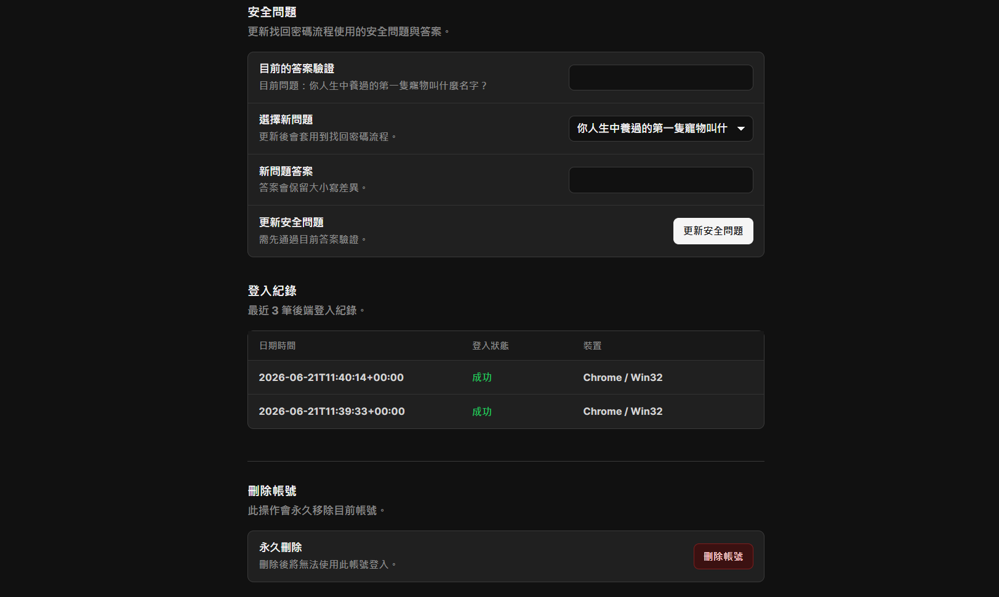 安全問題
更新找回密碼流程使用的安全問題與答案。
目前的答案驗證
目前問題：你人生中養過的第一隻寵物叫什麼名字？
選擇新問題
更新後會套用到找回密碼流程。
你人生中養過的第一隻寵物叫什
新問題答案
答案會保留大小寫差異。
更新安全問題
需先通過目前答案驗證。
更新安全問題
登入紀錄
最近 3 筆後端登入紀錄。
日期時間 登入狀態 裝置
2026-06-21T11:40:14+00:00 成功 Chrome / Win32
2026-06-21T11:39:33+00:00 成功 Chrome / Win32
刪除帳號
此操作會永久移除目前帳號。
永久刪除
刪除後將無法使用此帳號登入。
刪除帳號